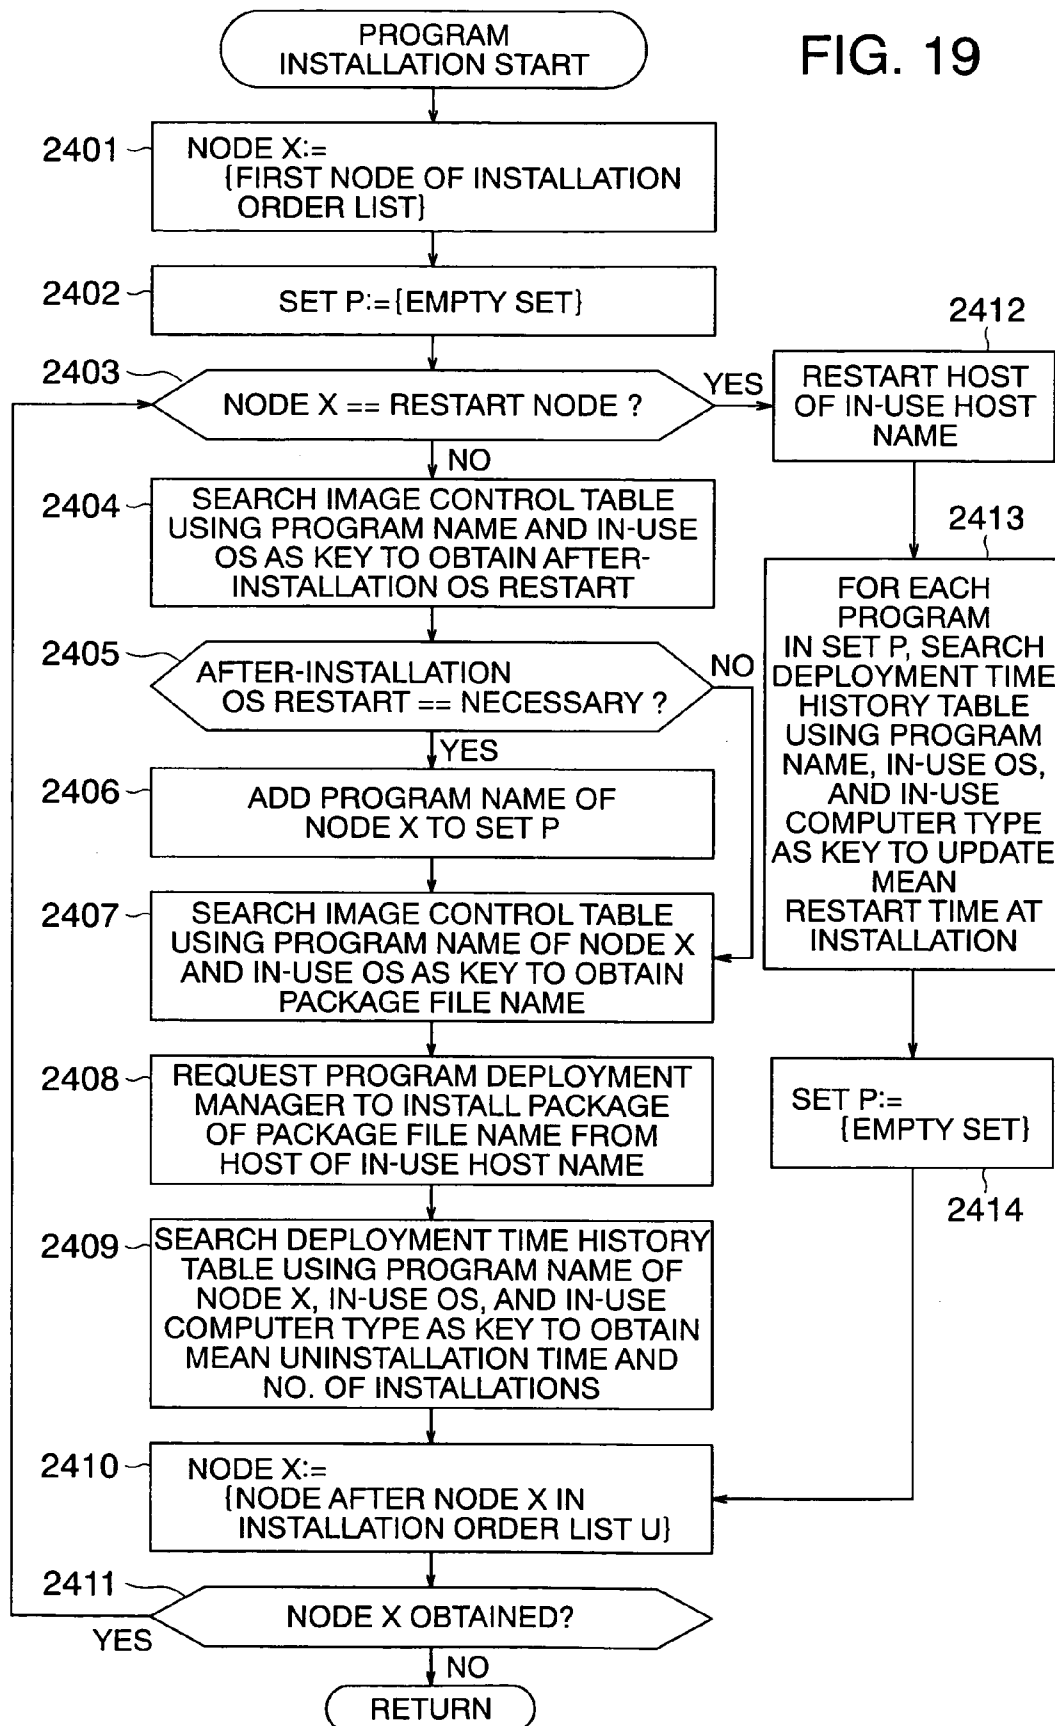 PROGRAM
INSTALLATION START
FIG. 19
2401
NODE X:=
{FIRST NODE OF INSTALLATION
ORDER LIST}
2402
SET P:={EMPTY SET}
2403
NODE X == RESTART NODE ?
YES
NO
2412
RESTART HOST
OF IN-USE HOST
NAME
2404
SEARCH IMAGE CONTROL TABLE
USING PROGRAM NAME AND IN-USE
OS AS KEY TO OBTAIN AFTER-
INSTALLATION OS RESTART
2405
AFTER-INSTALLATION
OS RESTART == NECESSARY ?
NO
YES
2413
FOR EACH
PROGRAM
IN SET P, SEARCH
DEPLOYMENT TIME
HISTORY TABLE
USING PROGRAM
NAME, IN-USE OS,
AND IN-USE
COMPUTER TYPE
AS KEY TO UPDATE
MEAN
RESTART TIME AT
INSTALLATION
2406
ADD PROGRAM NAME OF
NODE X TO SET P
2407
SEARCH IMAGE CONTROL TABLE
USING PROGRAM NAME OF NODE X
AND IN-USE OS AS KEY TO OBTAIN
PACKAGE FILE NAME
2408
REQUEST PROGRAM DEPLOYMENT
MANAGER TO INSTALL PACKAGE
OF PACKAGE FILE NAME FROM
HOST OF IN-USE HOST NAME
SET P:=
{EMPTY SET}
2414
2409
SEARCH DEPLOYMENT TIME HISTORY
TABLE USING PROGRAM NAME OF
NODE X, IN-USE OS, AND IN-USE
COMPUTER TYPE AS KEY TO OBTAIN
MEAN UNINSTALLATION TIME AND
NO. OF INSTALLATIONS
2410
NODE X:=
{NODE AFTER NODE X IN
INSTALLATION ORDER LIST U}
2411
NODE X OBTAINED?
YES
NO
RETURN